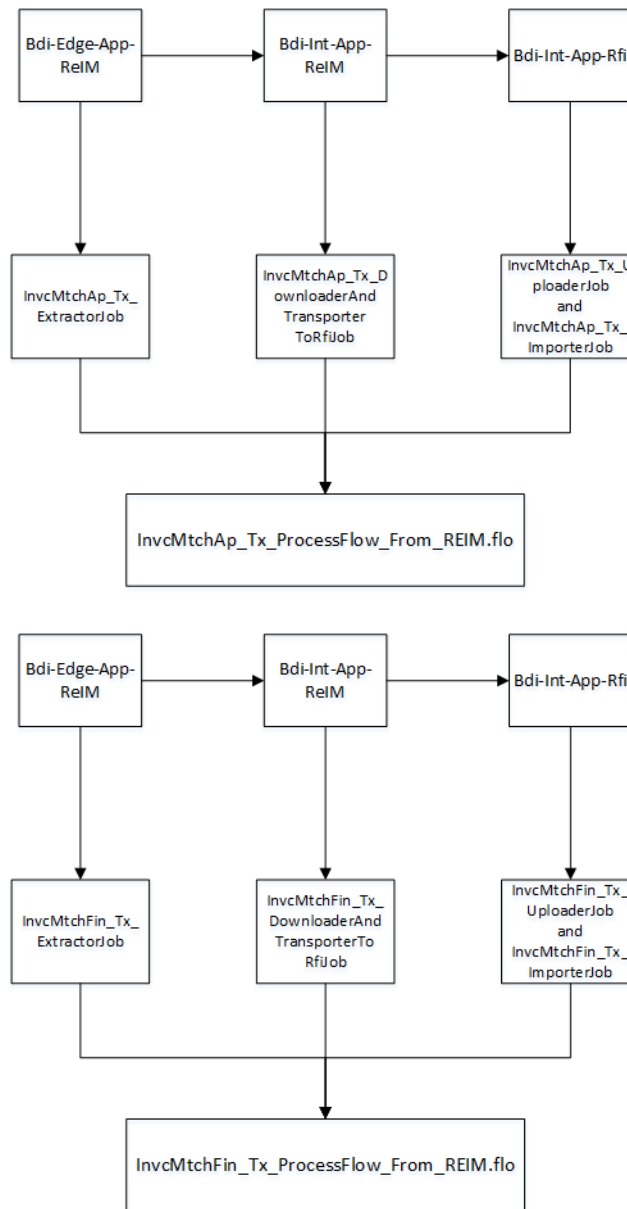 Bdi-Edge-App-
ReIM
Bdi-Int-App-
ReIM
Bdi-Int-App-Rfi
InvcMtchAp_Tx_
ExtractorJob
InvcMtchAp_Tx_D
ownloaderAnd
Transporter
ToRfiJob
InvcMtchAp_Tx_U
ploaderJob
and
InvcMtchAp_Tx_
ImporterJob
InvcMtchAp_Tx_ProcessFlow_From_REIM.flo
Bdi-Edge-App-
ReIM
Bdi-Int-App-
ReIM
Bdi-Int-App-Rfi
InvcMtchFin_Tx_
ExtractorJob
InvcMtchFin_Tx_
DownloaderAnd
TransporterTo
RfiJob
InvcMtchFin_Tx_
UploaderJob
and
InvcMtchFin_Tx_
ImporterJob
InvcMtchFin_Tx_ProcessFlow_From_REIM.flo